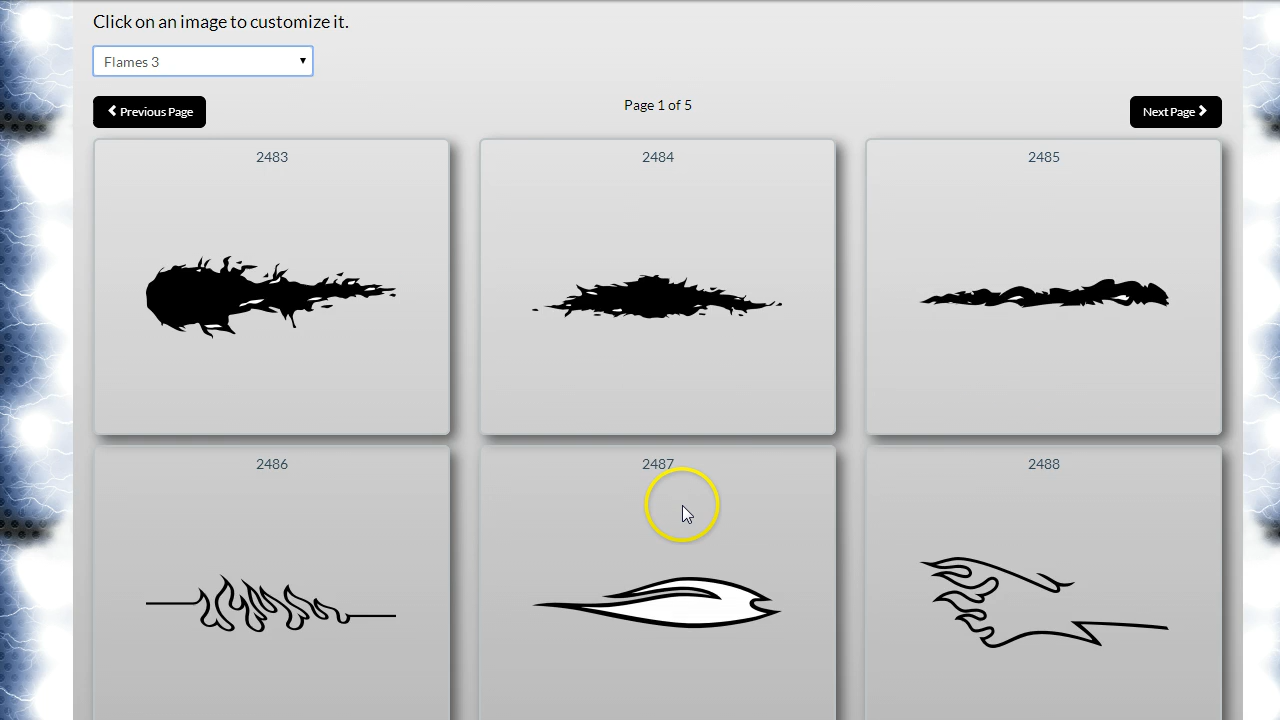 Click on an image to customize it.
Flames 3
Previous Page
Page 1 of 5
Next Page
2483
2484
2485
2486
2487
2488